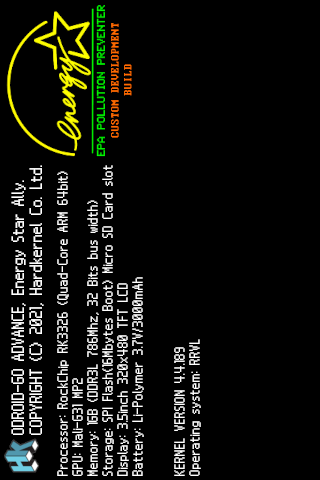 energy
EPA POLLUTION PREVENTER
CUSTOM DEVELOPMENT
BUILD
HK
ODROID-GO ADVANCE, Energy Star Ally.
COPYRIGHT (C) 2021, Hardkernel Co. Ltd.
Processor: RockChip RK3326 (Quad-Core ARM 64bit)
GPU: Mali-G31 MP2
Memory: 1GB (DDR3L 786Mhz, 32 Bits bus width)
Storage: SPI Flash(16Mbytes Boot) Micro SD Card slot
Display: 3.5inch 320x480 TFT LCD
Battery: Li-Polymer 3.7V/3000mAh
KERNEL VERSION 4.4.189
Operating system: RRYL